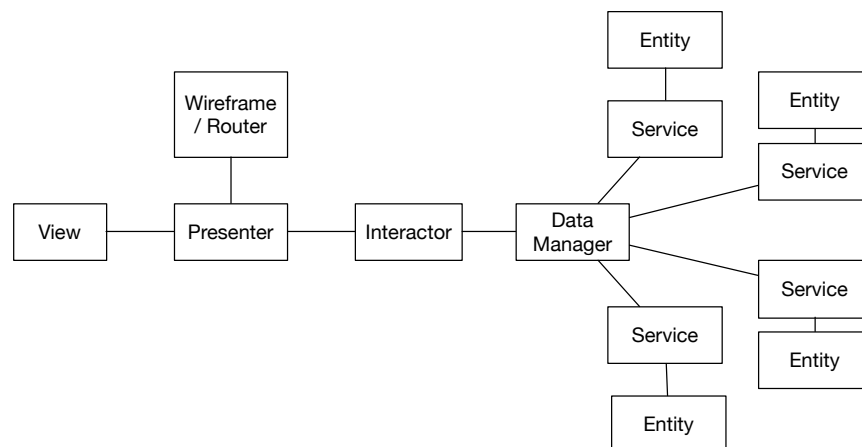 Entity
Wireframe
/ Router
Entity
Service
Service
View
Presenter
Interactor
Data
Manager
Service
Service
Entity
Entity